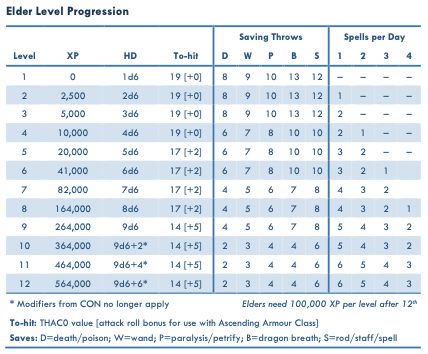 Elder Level Progression
Saving Throws Spells per Day
Level XP HD To-hit D W P B S 1 2 3 4
1 0 1d6 19 [+0] 8 9 10 13 12 – – – –
2 2,500 2d6 19 [+0] 8 9 10 13 12 1 – – –
3 5,000 3d6 19 [+0] 8 9 10 13 12 2 – – –
4 10,000 4d6 19 [+0] 6 7 8 10 10 2 1 – –
5 20,000 5d6 17 [+2] 6 7 8 10 10 3 2 – –
6 41,000 6d6 17 [+2] 6 7 8 10 10 3 2 1
7 82,000 7d6 17 [+2] 4 5 6 7 8 4 3 2
8 164,000 8d6 17 [+2] 4 5 6 7 8 4 3 2 1
9 264,000 9d6 14 [+5] 4 5 6 7 8 5 4 3 2
10 364,000 9d6+2* 14 [+5] 2 3 4 4 6 5 4 3 2
11 464,000 9d6+4* 14 [+5] 2 3 4 4 6 6 5 4 3
12 564,000 9d6+6* 14 [+5] 2 3 4 4 6 6 5 4 3
* Modifiers from CON no longer apply Elders need 100,000 XP per level after 12th
To-hit: THAC0 value [attack roll bonus for use with Ascending Armour Class]
Saves: D=death/poison; W=wand; P=paralysis/petrify; B=dragon breath; S=rod/staff/spell